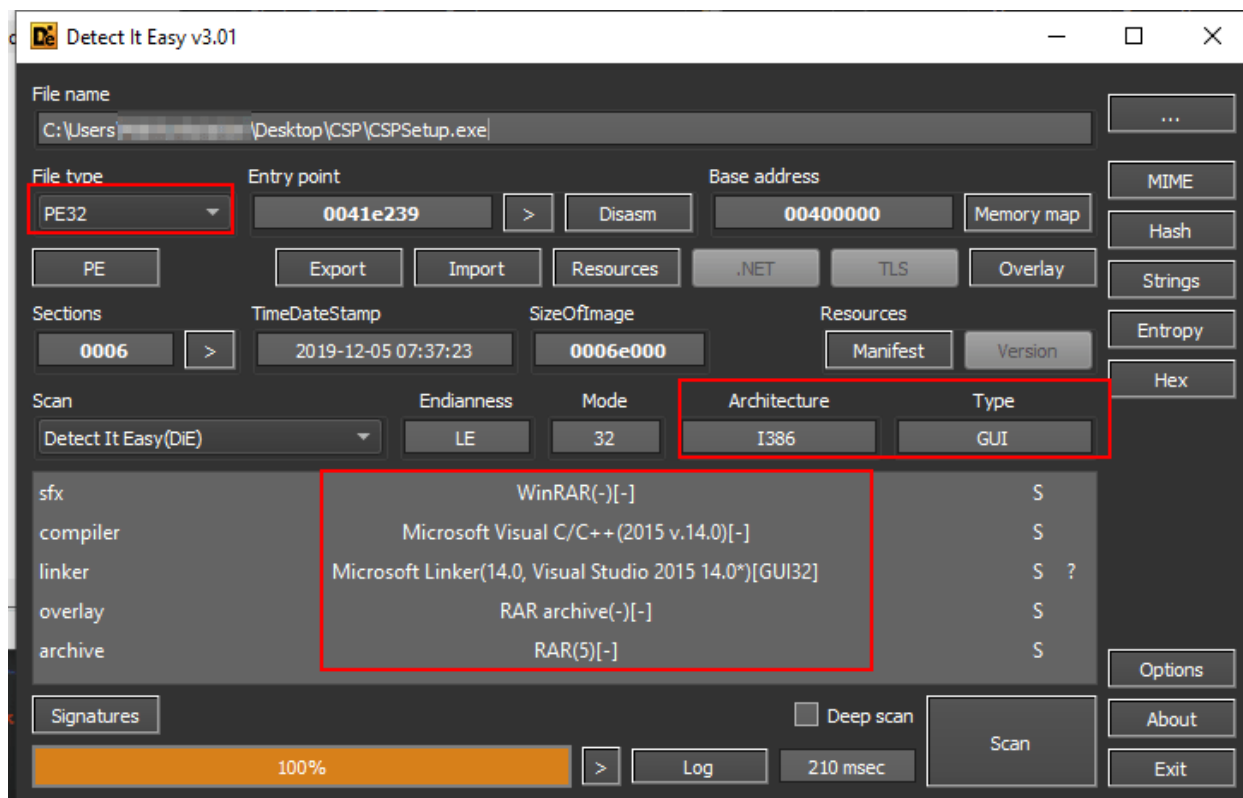 Detect It Easy v3.01
File name
C:\Users \Desktop\CSP\CSPSetup.exe
...
File type Entry point Base address
MIME
PE32 0041e239 > Disasm 00400000 Memory map
Hash
PE Export Import Resources .NET TLS Overlay
Strings
Sections TimeDateStamp SizeOfImage Resources
Entropy
0006 > 2019-12-05 07:37:23 0006e000 Manifest Version
Hex
Scan Endianness Mode Architecture Type
Detect It Easy(DiE) LE 32 I386 GUI
sfx WinRAR(-)[-] S
compiler Microsoft Visual C/C++(2015 v.14.0)[-] S
linker Microsoft Linker(14.0, Visual Studio 2015 14.0*)[GUI32] S ?
overlay RAR archive(-)[-] S
archive RAR(5)[-] S
Options
Signatures Deep scan Scan About
100% > Log 210 msec Exit